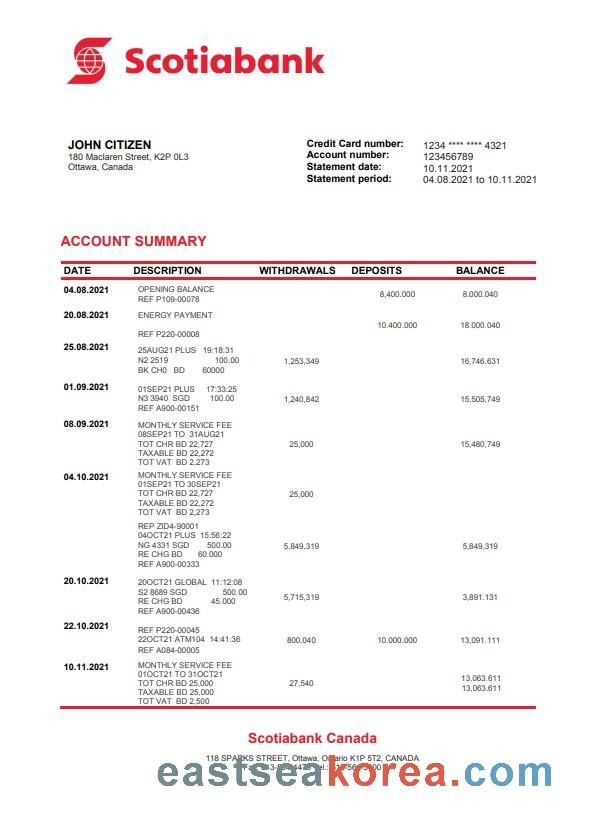 Scotiabank
JOHN CITIZEN
180 Maclaren Street, K2P 0L3
Ottawa, Canada
Credit Card number: 1234 **** **** 4321
Account number: 123456789
Statement date: 10.11.2021
Statement period: 04.08.2021 to 10.11.2021
ACCOUNT SUMMARY
DATE DESCRIPTION WITHDRAWALS DEPOSITS BALANCE
04.08.2021 OPENING BALANCE
8,400.000 8.000.040
REF P109-00078
20.08.2021 ENERGY PAYMENT
10.400.000 18.000.040
REF P220-00008
25.08.2021
25AUG21 PLUS 19:18:31
N2 2519 100.00 1,253,349 16,746.631
BK CH0 BD 60000
01.09.2021 01SEP21 PLUS 17:33:25
N3 3940 SGD 100.00 1,240,842 15,505,749
REF A900-00151
08.09.2021 MONTHLY SERVICE FEE
08SEP21 TO 31AUG21
TOT CHR BD 22,727 25,000 15,480,749
TAXABLE BD 22,272
TOT VAT BD 2,273
04.10.2021 MONTHLY SERVICE FEE
01SEP21 TO 30SEP21
TOT CHR BD 22,727 25,000
TAXABLE BD 22,272
TOT VAT BD 2,273
REP ZID4-90001
04OCT21 PLUS 15:56:22
NG 4331 SGD 500.00 5,849,319 5,849,319
RE CHG BD 60.000
REF A900-00333
20.10.2021 20OCT21 GLOBAL 11:12:08
S2 8689 SGD 500.00 5,715,319 3,891.131
RE CHG BD 45.000
REF A900-00436
22.10.2021 REF P220-00045
22OCT21 ATM104 14:41:36 800,040 10.000.000 13,091.111
REF A084-00005
10.11.2021 MONTHLY SERVICE FEE
01OCT21 TO 31OCT21 13,063.611
TOT CHR BD 25,000 27,540 13,063.611
TAXABLE BD 25,000
TOT VAT BD 2,500
Scotiabank Canada
118 SPARKS STREET, Ottawa, Ontario K1P 5T2, CANADA
eastseakorea.com